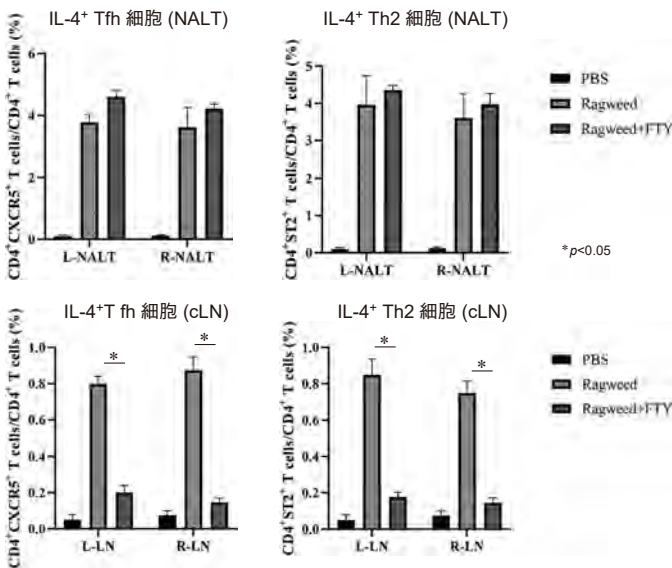 IL-4⁺ Tfh 細胞 (NALT)
CD4⁺CXCR5⁺ T cells/CD4⁺ T cells (%)
6
4
2
0
L-NALT R-NALT
IL-4⁺ Th2 細胞 (NALT)
CD4⁺ST2⁺ T cells/CD4⁺ T cells (%)
5
4
3
2
1
0
L-NALT R-NALT
PBS
Ragweed
Ragweed+FTY
*p<0.05
IL-4⁺T fh 細胞 (cLN)
CD4⁺CXCR5⁺ T cells/CD4⁺ T cells (%)
1.0
0.8
0.6
0.4
0.2
0.0
* *
L-LN R-LN
IL-4⁺ Th2 細胞 (cLN)
CD4⁺ST2⁺ T cells/CD4⁺ T cells (%)
1.0
0.8
0.6
0.4
0.2
0.0
* *
L-LN R-LN
PBS
Ragweed
Ragweed+FTY